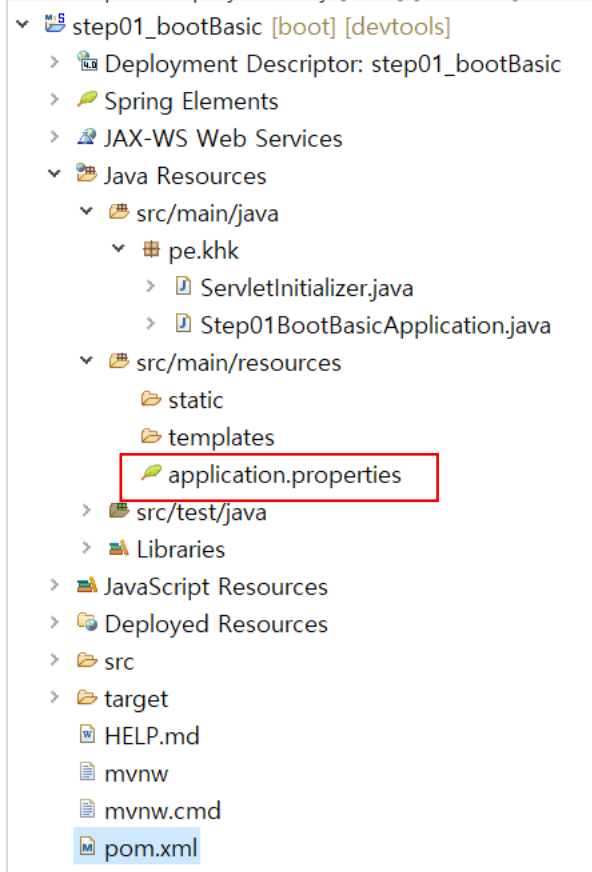 step01_bootBasic [boot] [devtools]
Deployment Descriptor: step01_bootBasic
Spring Elements
JAX-WS Web Services
Java Resources
src/main/java
pe.khk
ServletInitializer.java
Step01BootBasicApplication.java
src/main/resources
static
templates
application.properties
src/test/java
Libraries
JavaScript Resources
Deployed Resources
src
target
HELP.md
mvnw
mvnw.cmd
pom.xml